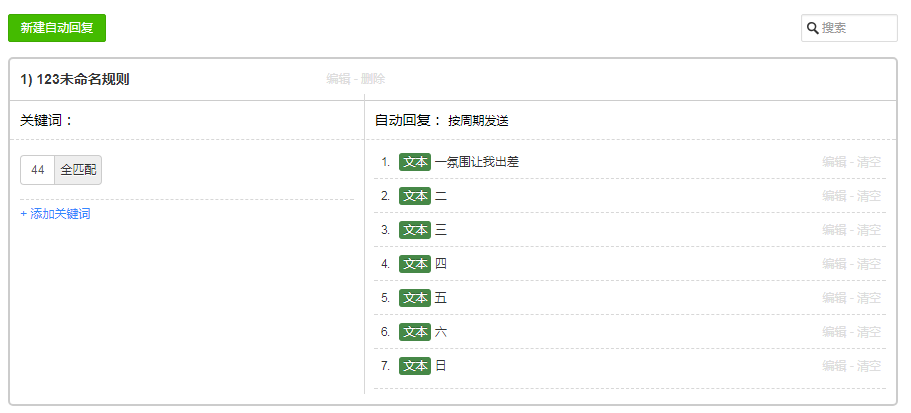 新建自动回复
搜索
1) 123未命名规则 编辑 - 删除
关键词：
自动回复： 按周期发送
44 全匹配
+ 添加关键词
1. 文本 一氛围让我出差 编辑 - 清空
2. 文本 二 编辑 - 清空
3. 文本 三 编辑 - 清空
4. 文本 四 编辑 - 清空
5. 文本 五 编辑 - 清空
6. 文本 六 编辑 - 清空
7. 文本 日 编辑 - 清空